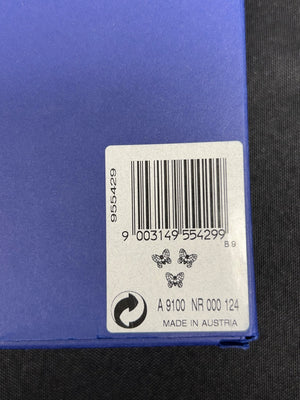 955429
9 003149 554299
B.9
A 9100 NR 000 124
MADE IN AUSTRIA